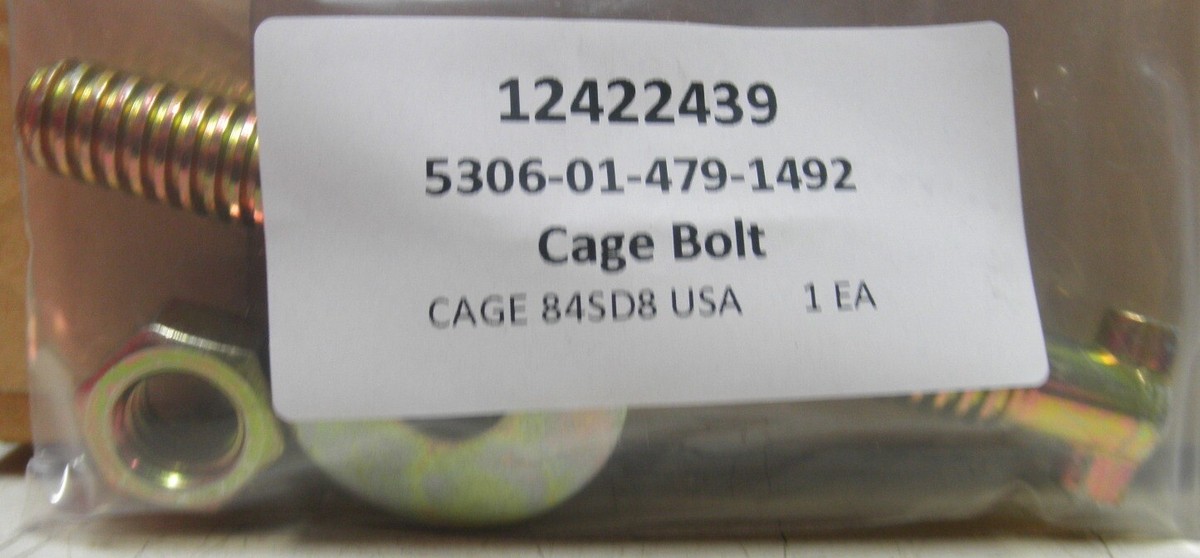 12422439
5306-01-479-1492
Cage Bolt
CAGE 84SD8 USA 1 EA